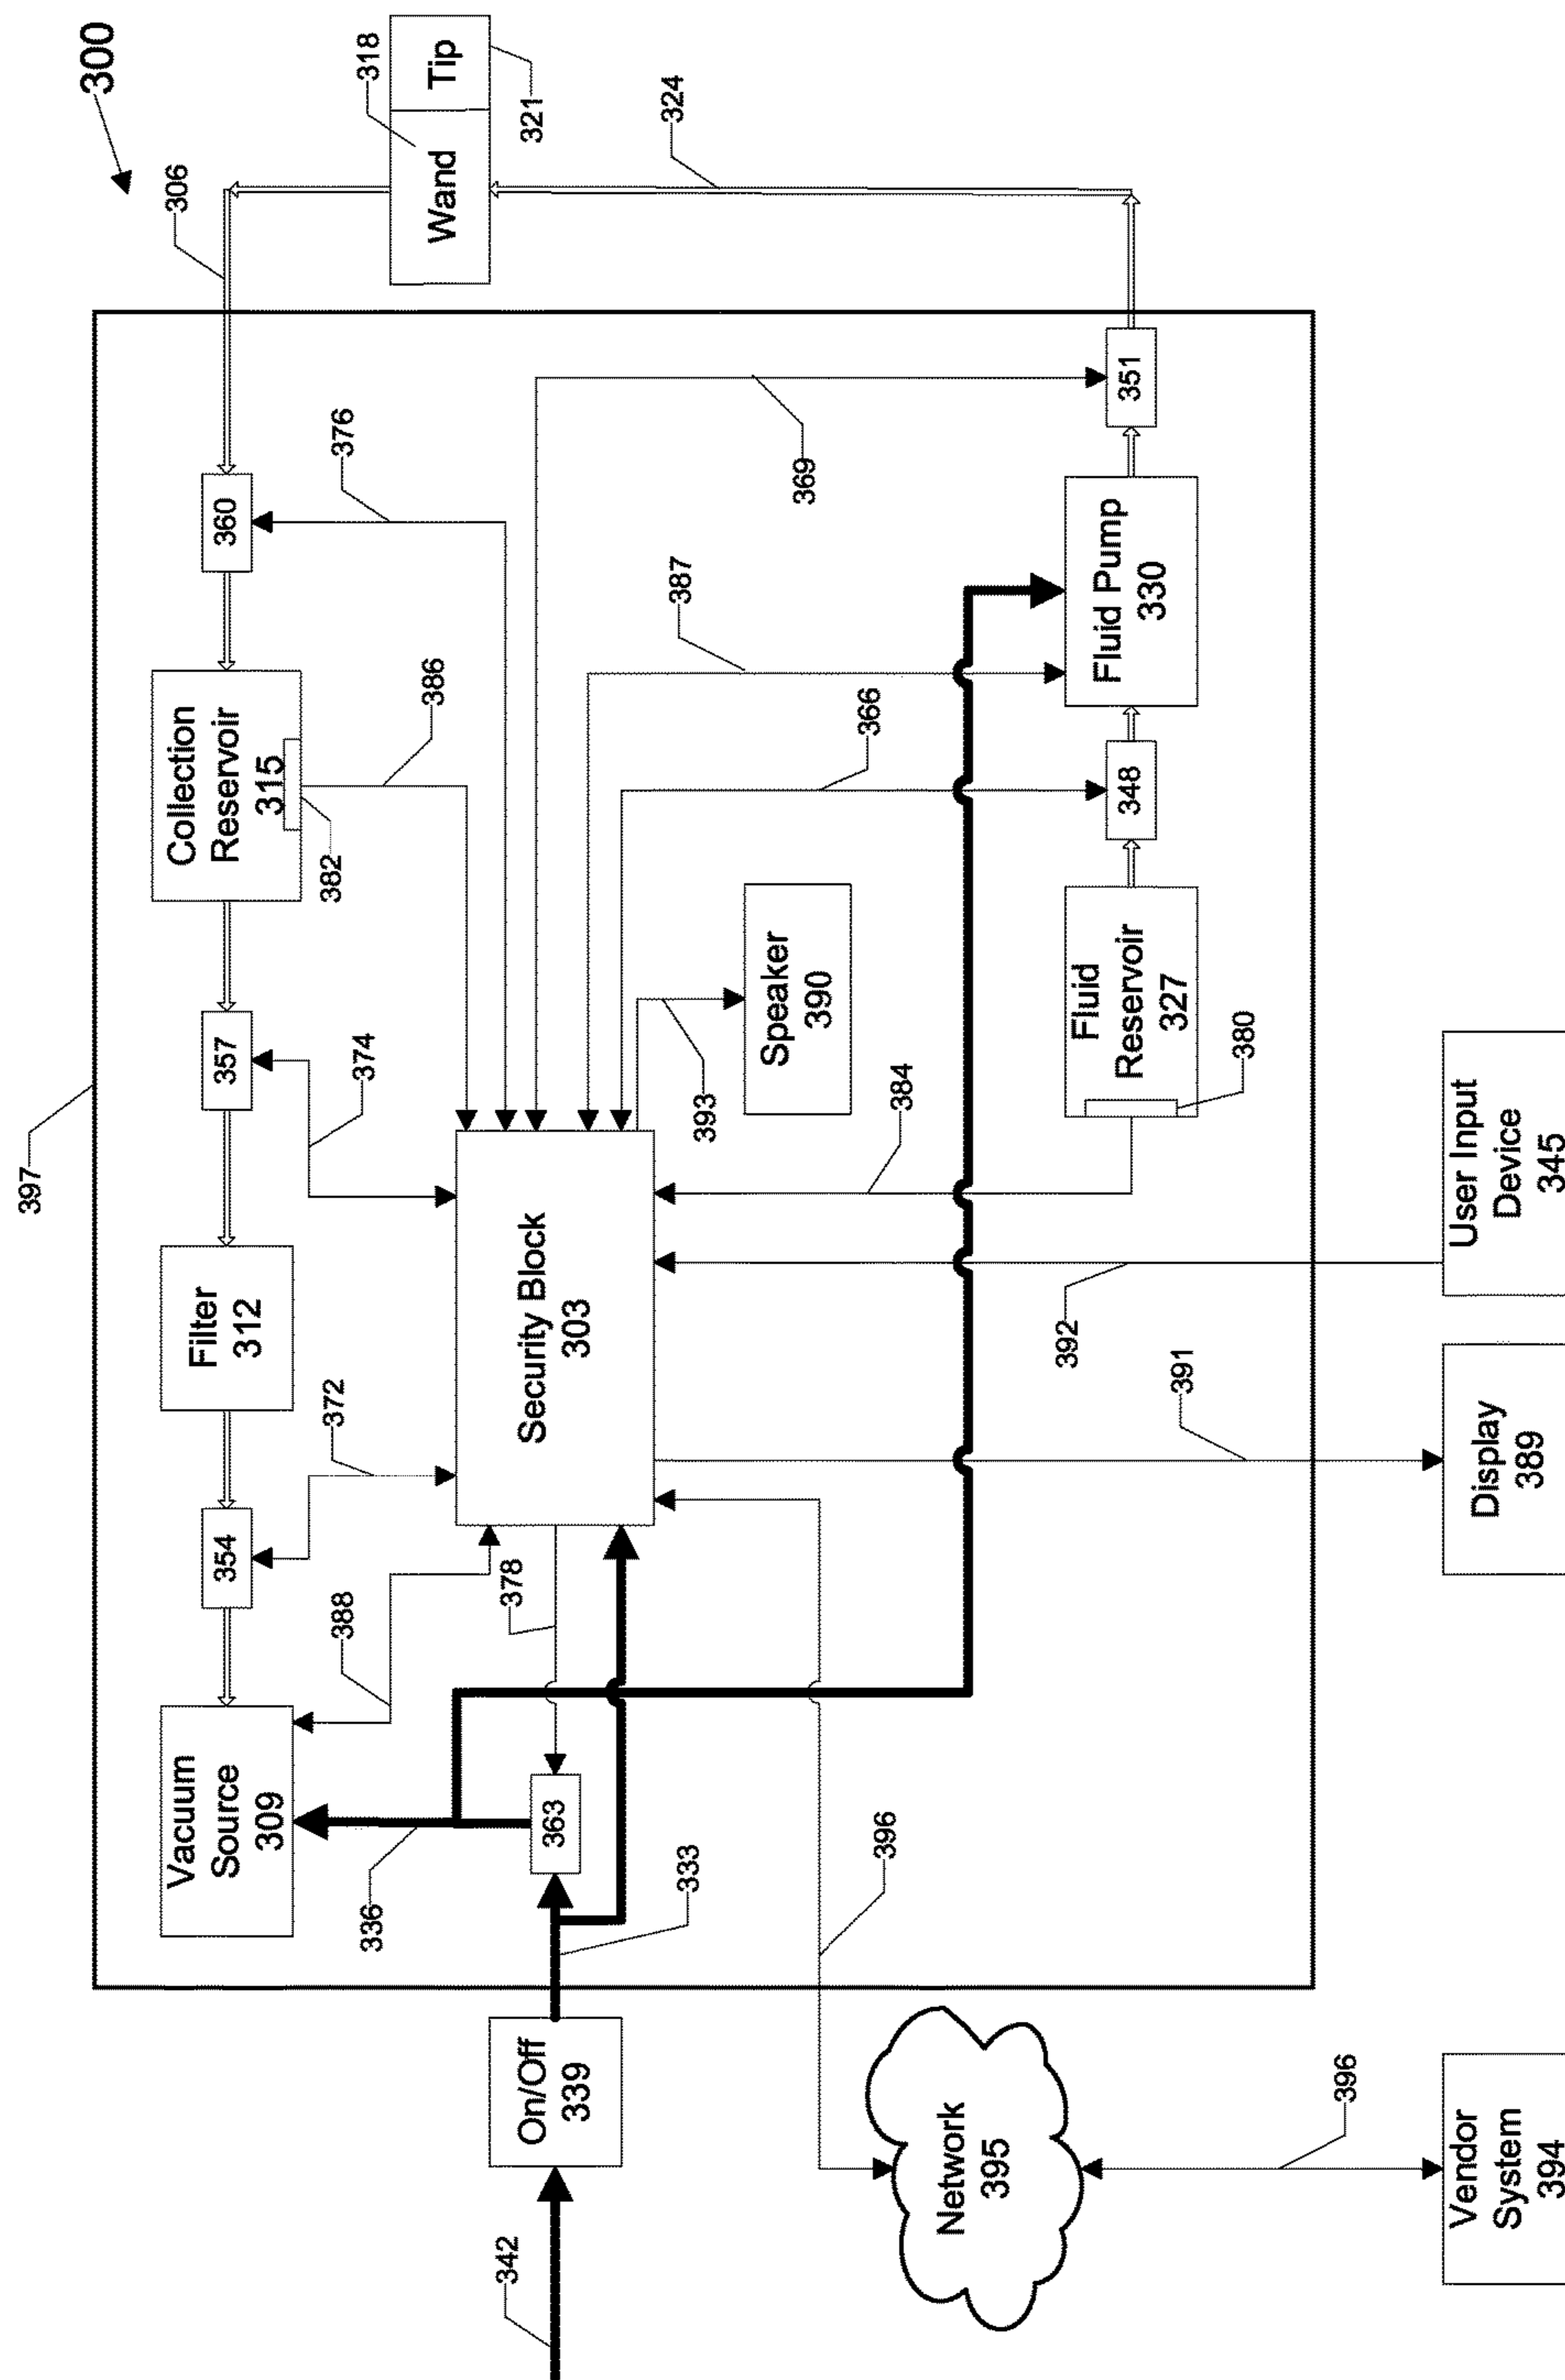 300
397
306
318
Wand
Tip
321
324
Vacuum
Source
309
354
Filter
312
357
Collection
Reservoir
315
382
360
388
372
374
386
376
336
363
378
Security Block
303
342
On/Off
339
333
393
Speaker
390
387
366
369
396
384
392
391
Fluid
Reservoir
327
380
348
Fluid Pump
330
351
Network
395
396
Vendor
System
394
Display
389
User Input
Device
345